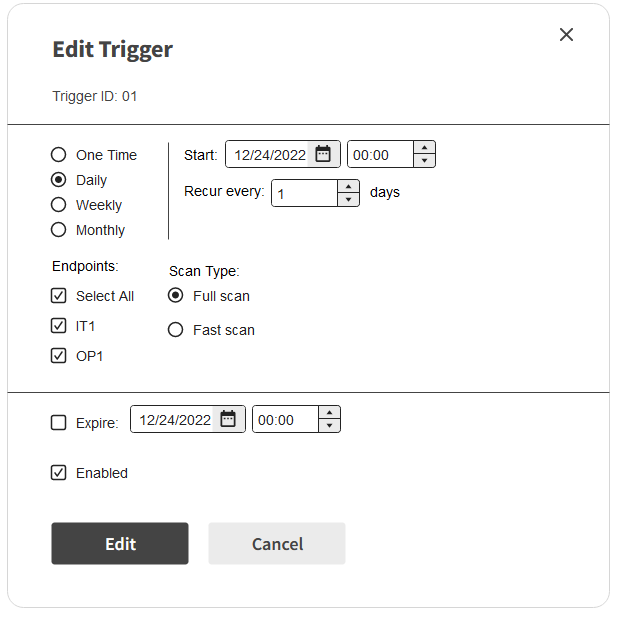 Edit Trigger
Trigger ID: 01
One Time
Daily
Weekly
Monthly
Start: 12/24/2022 00:00
Recur every: 1 days
Endpoints:
Select All
IT1
OP1
Scan Type:
Full scan
Fast scan
Expire: 12/24/2022 00:00
Enabled
Edit Cancel